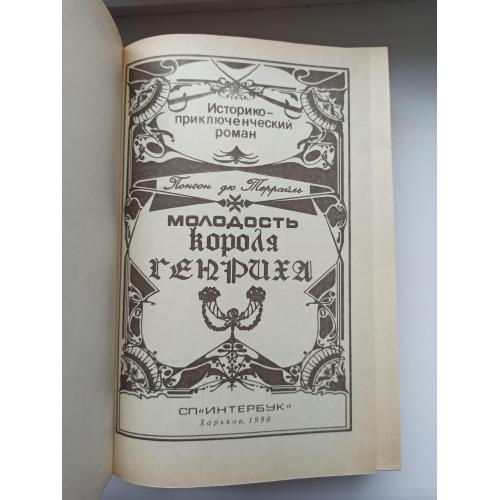 Историко-
приключенческий
роман
Понсон дю Террайль
МОЛОДОСТЬ
короля
ГЕНРИХА
СП«ИНТЕРБУК»
Харьков, 1990